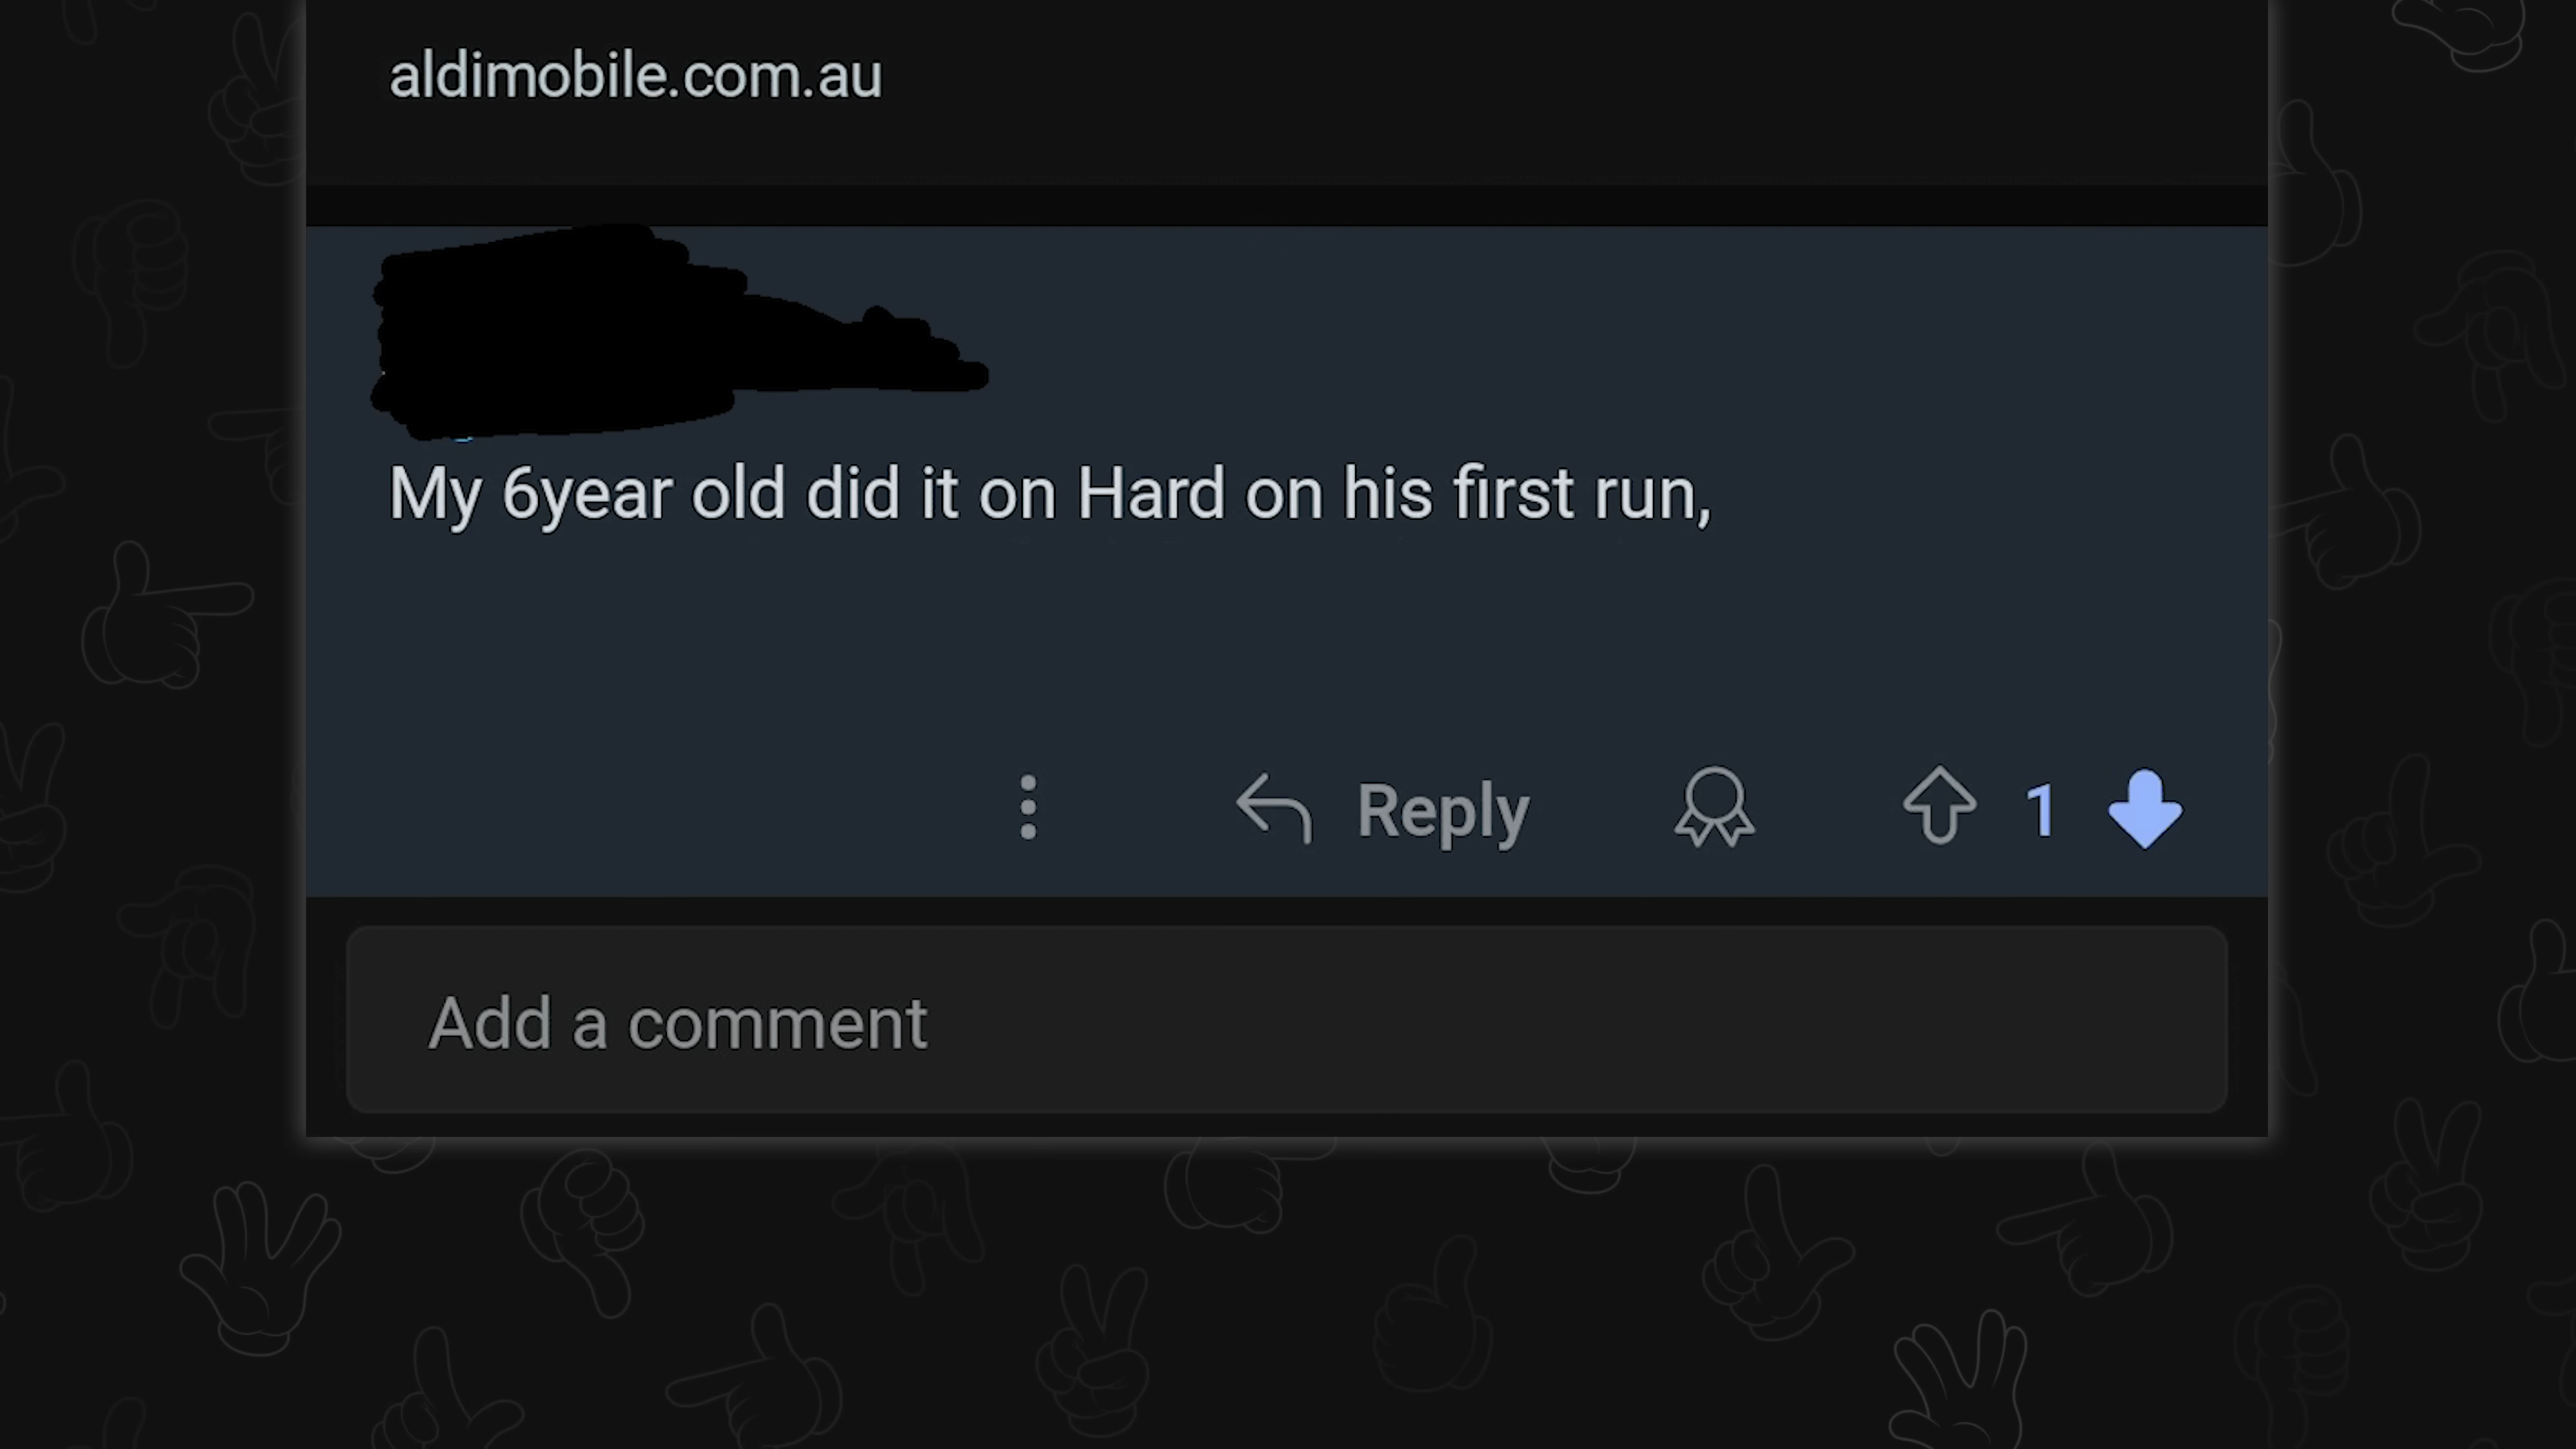 aldimobile.com.au
My 6year old did it on Hard on his first run,
Reply
1
Add a comment